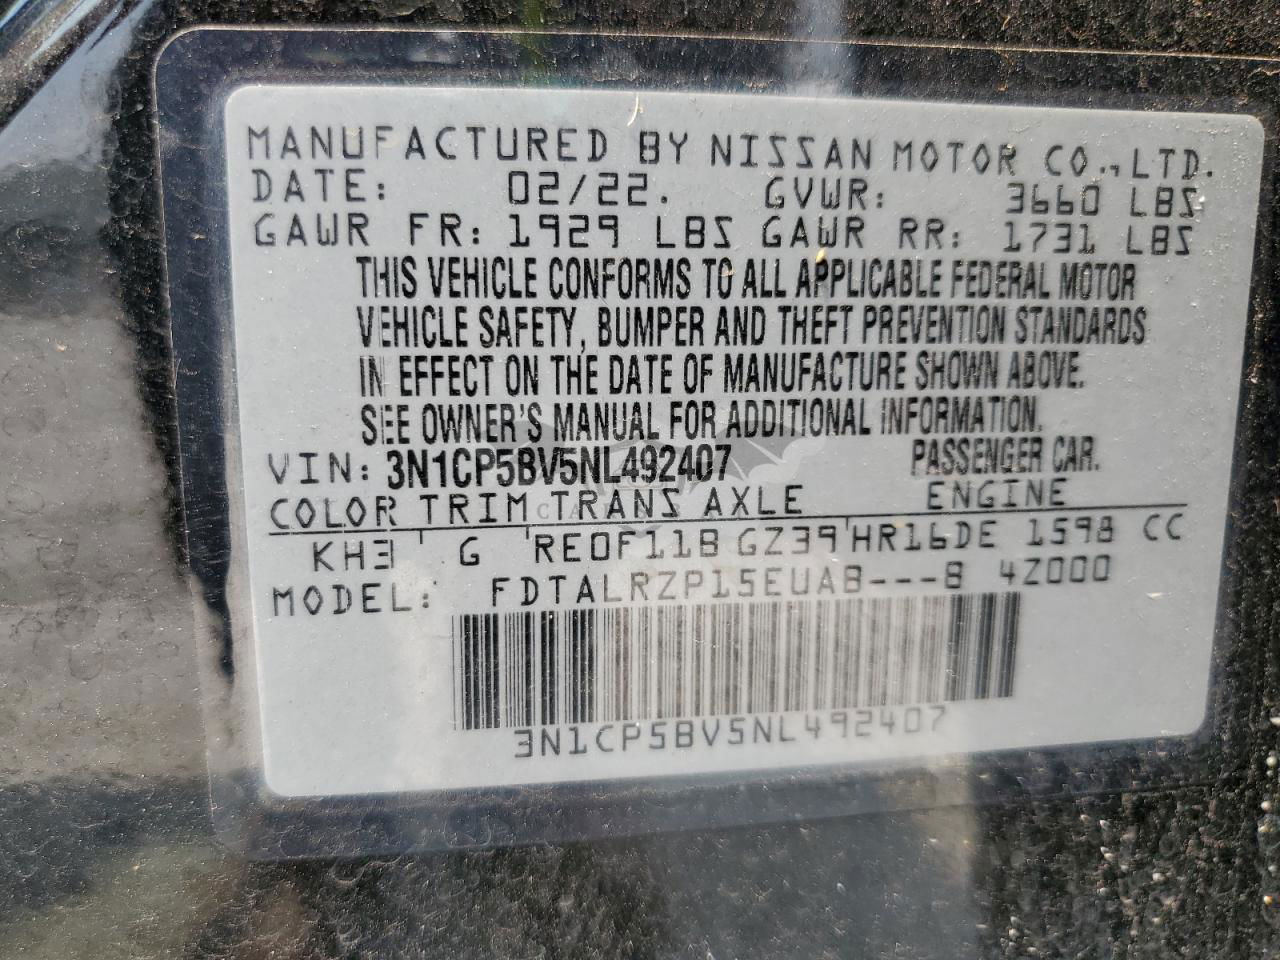 MANUFACTURED BY NISSAN MOTOR CO.,LTD.
DATE: 02/22. GVWR: 3660 LBS
GAWR FR: 1929 LBS GAWR RR: 1731 LBS
THIS VEHICLE CONFORMS TO ALL APPLICABLE FEDERAL MOTOR
VEHICLE SAFETY, BUMPER AND THEFT PREVENTION STANDARDS
IN EFFECT ON THE DATE OF MANUFACTURE SHOWN ABOVE.
SEE OWNER'S MANUAL FOR ADDITIONAL INFORMATION.
VIN: 3N1CP5BV5NL492407 PASSENGER CAR.
COLOR TRIM TRANS AXLE ENGINE
KH3 G RE0F11B GZ39 HR16DE 1598 CC
MODEL: FDTALRZP15EUAB---B 4Z000
3N1CP5BV5NL492407